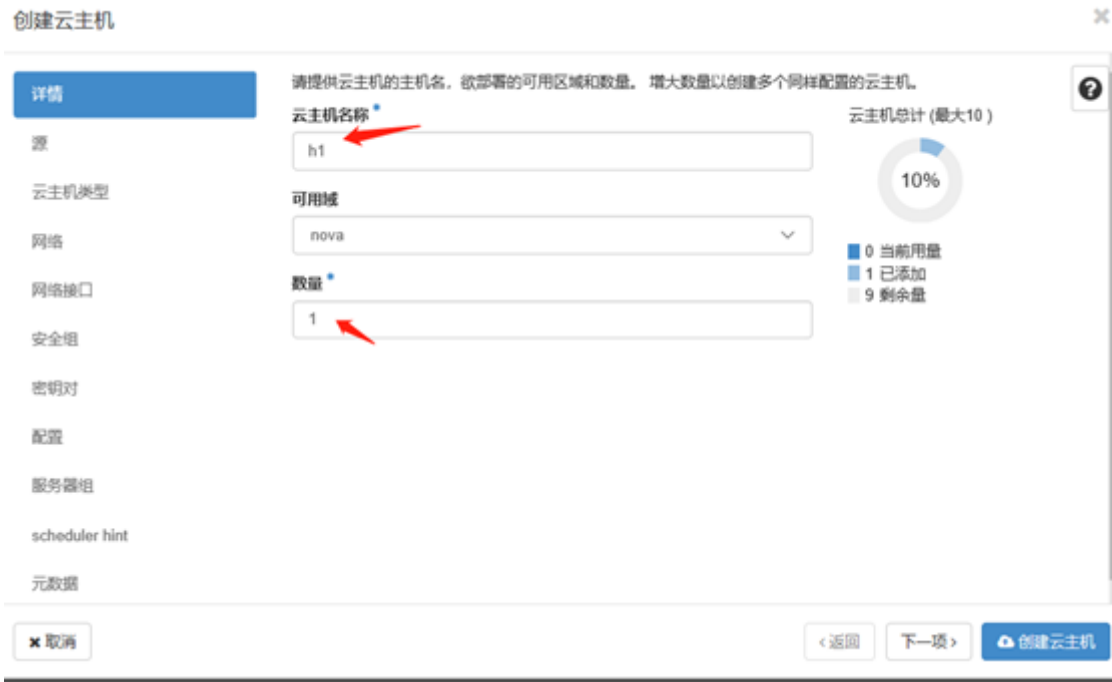 创建云主机
详情
源
云主机类型
网络
网络接口
安全组
密钥对
配置
服务器组
scheduler hint
元数据
请提供云主机的主机名，欲部署的可用区域和数量。 增大数量以创建多个同样配置的云主机。
云主机名称
h1
可用域
nova
数量
1
云主机总计 (最大10 )
10%
0 当前用量
1 已添加
9 剩余量
取消
‹返回
下一项›
创建云主机